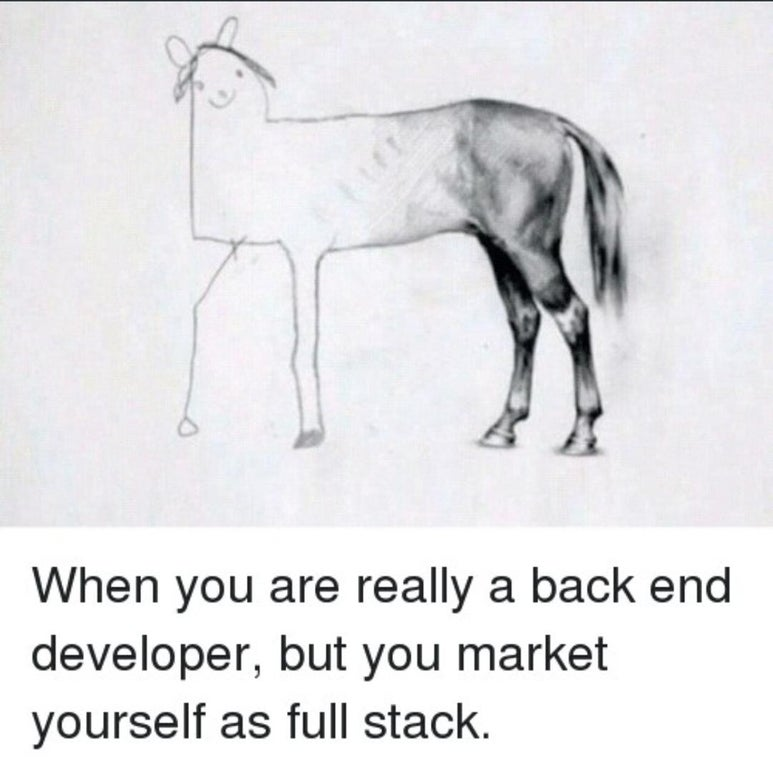 When you are really a back end
developer, but you market
yourself as full stack.